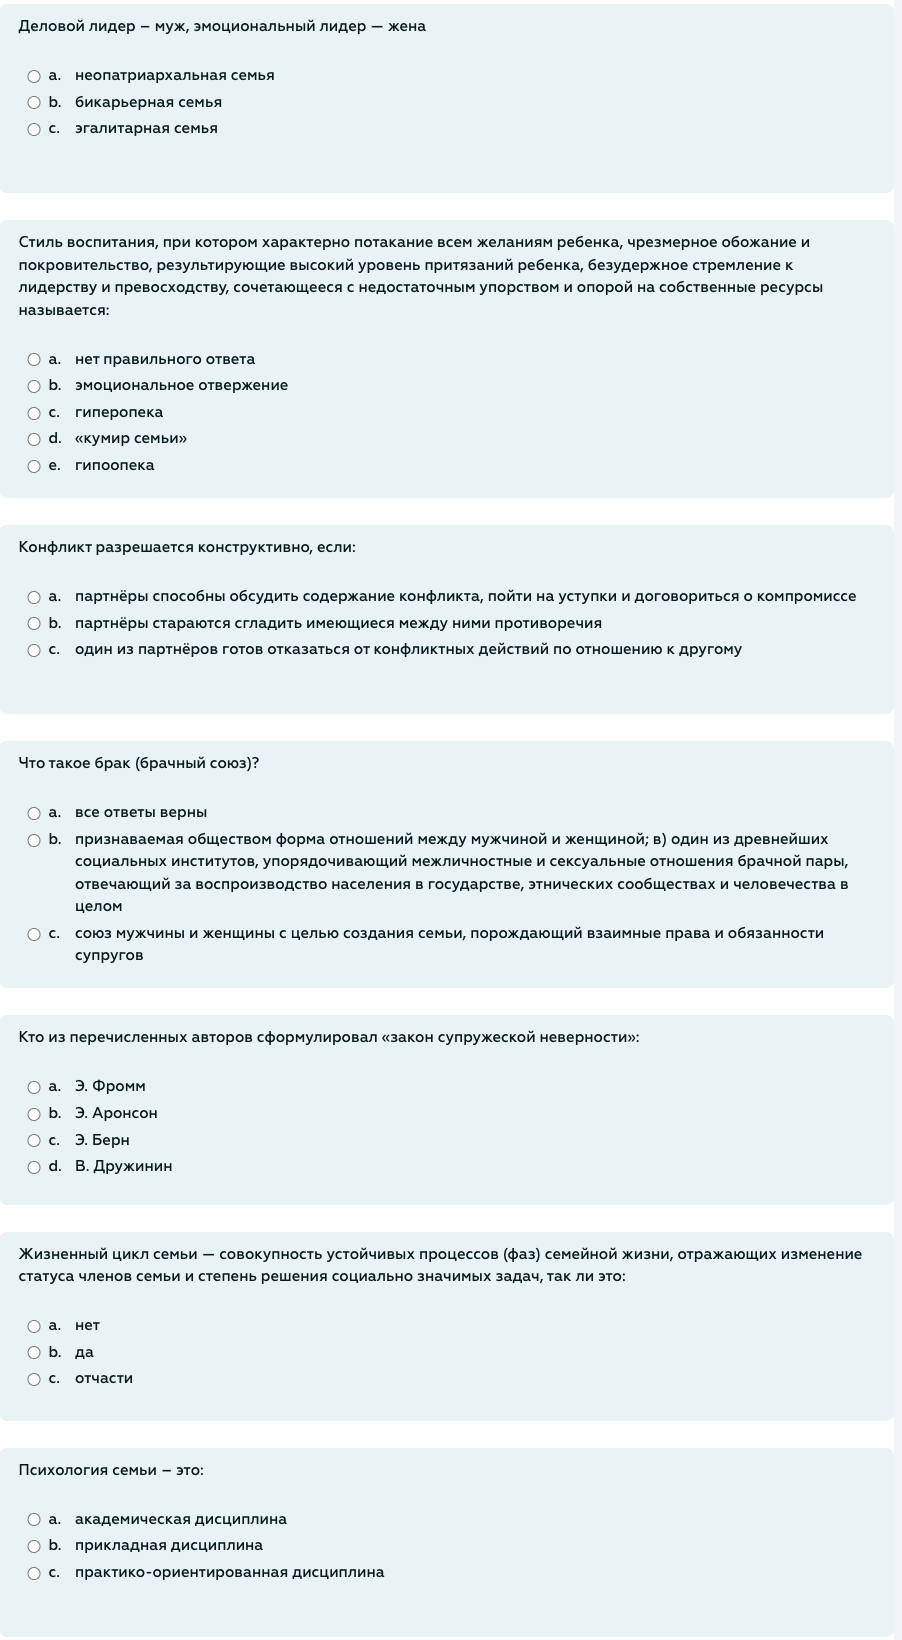 Деловой лидер – муж, эмоциональный лидер — жена
a. неопатриархальная семья
b. бикарьерная семья
c. эгалитарная семья
Стиль воспитания, при котором характерно потакание всем желаниям ребенка, чрезмерное обожание и
покровительство, результирующие высокий уровень притязаний ребенка, безудержное стремление к
лидерству и превосходству, сочетающееся с недостаточным упорством и опорой на собственные ресурсы
называется:
a. нет правильного ответа
b. эмоциональное отвержение
c. гиперопека
d. «кумир семьи»
e. гипоопека
Конфликт разрешается конструктивно, если:
a. партнёры способны обсудить содержание конфликта, пойти на уступки и договориться о компромиссе
b. партнёры стараются сгладить имеющиеся между ними противоречия
c. один из партнёров готов отказаться от конфликтных действий по отношению к другому
Что такое брак (брачный союз)?
a. все ответы верны
b. признаваемая обществом форма отношений между мужчиной и женщиной; в) один из древнейших
социальных институтов, упорядочивающий межличностные и сексуальные отношения брачной пары,
отвечающий за воспроизводство населения в государстве, этнических сообществах и человечества в
целом
c. союз мужчины и женщины с целью создания семьи, порождающий взаимные права и обязанности
супругов
Кто из перечисленных авторов сформулировал «закон супружеской неверности»:
a. Э. Фромм
b. Э. Аронсон
c. Э. Берн
d. В. Дружинин
Жизненный цикл семьи — совокупность устойчивых процессов (фаз) семейной жизни, отражающих изменение
статуса членов семьи и степень решения социально значимых задач, так ли это:
a. нет
b. да
c. отчасти
Психология семьи – это:
a. академическая дисциплина
b. прикладная дисциплина
c. практико-ориентированная дисциплина